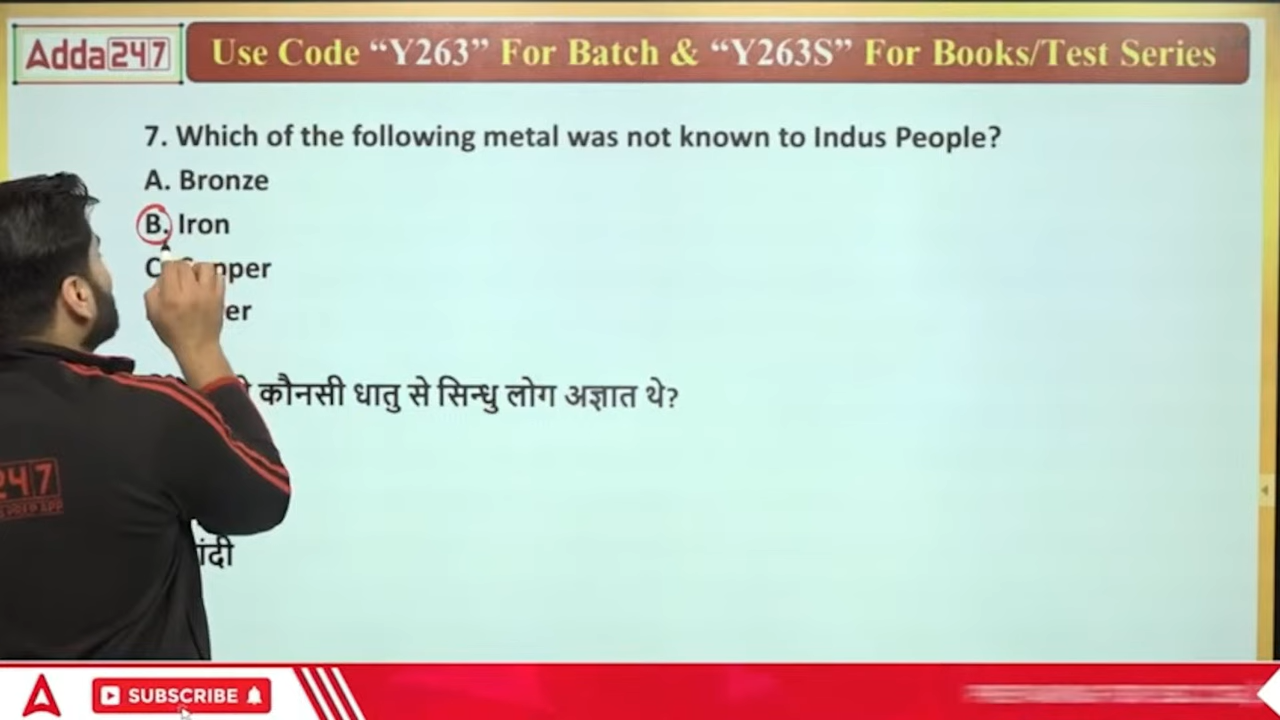 Adda247
Use Code “Y263” For Batch & “Y263S” For Books/Test Series
7. Which of the following metal was not known to Indus People?
A. Bronze
B. Iron
C.
कौनसी धातु से सिन्धु लोग अज्ञात थे?
247
SUBSCRIBE